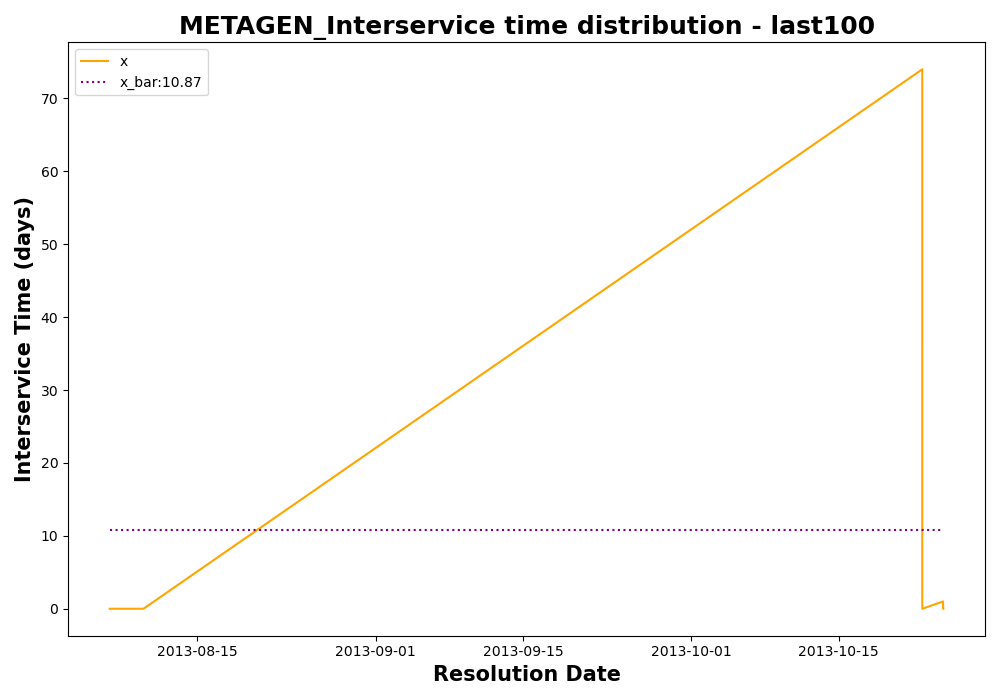 METAGEN_Interservice time distribution - last100
x
x_bar:10.87
Interservice Time (days)
70
60
50
40
30
20
10
0
2013-08-15 2013-09-01 2013-09-15 2013-10-01 2013-10-15
Resolution Date